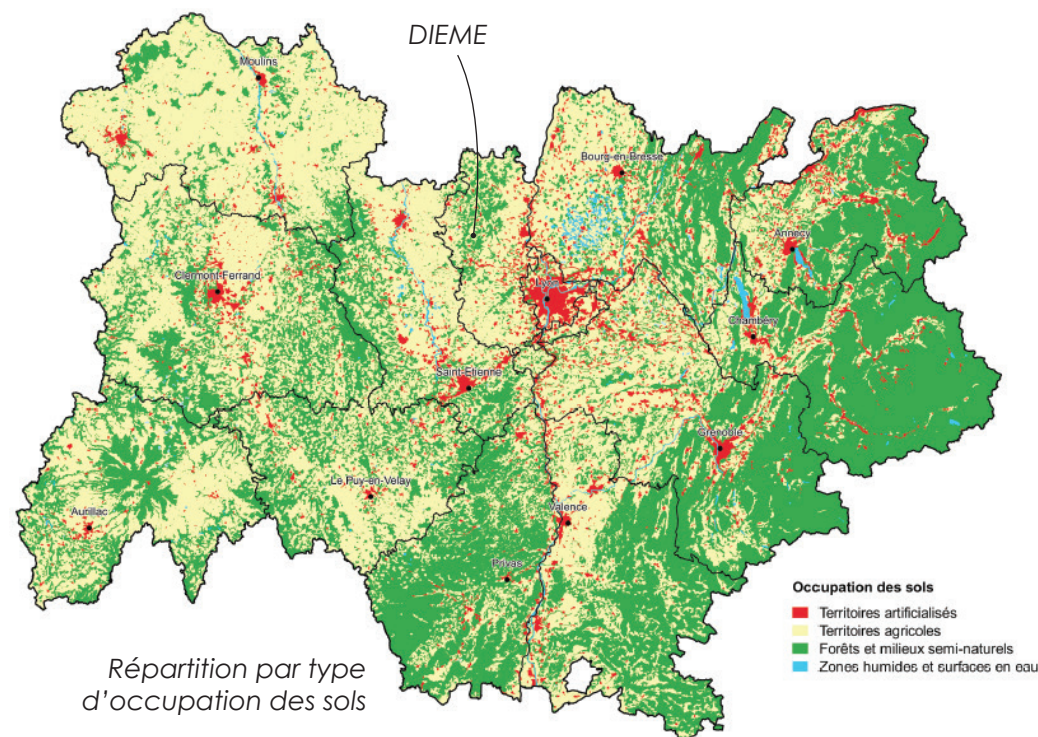 DIEME
Moulins
Bourg-en-Bresse
Annecy
Clermont-Ferrand
Lyon
Chambéry
Saint-Etienne
Grenoble
Le Puy-en-Velay
Aurillac
Valence
Privas
Occupation des sols
Territoires artificialisés
Territoires agricoles
Forêts et milieux semi-naturels
Zones humides et surfaces en eau
Répartition par type
d'occupation des sols